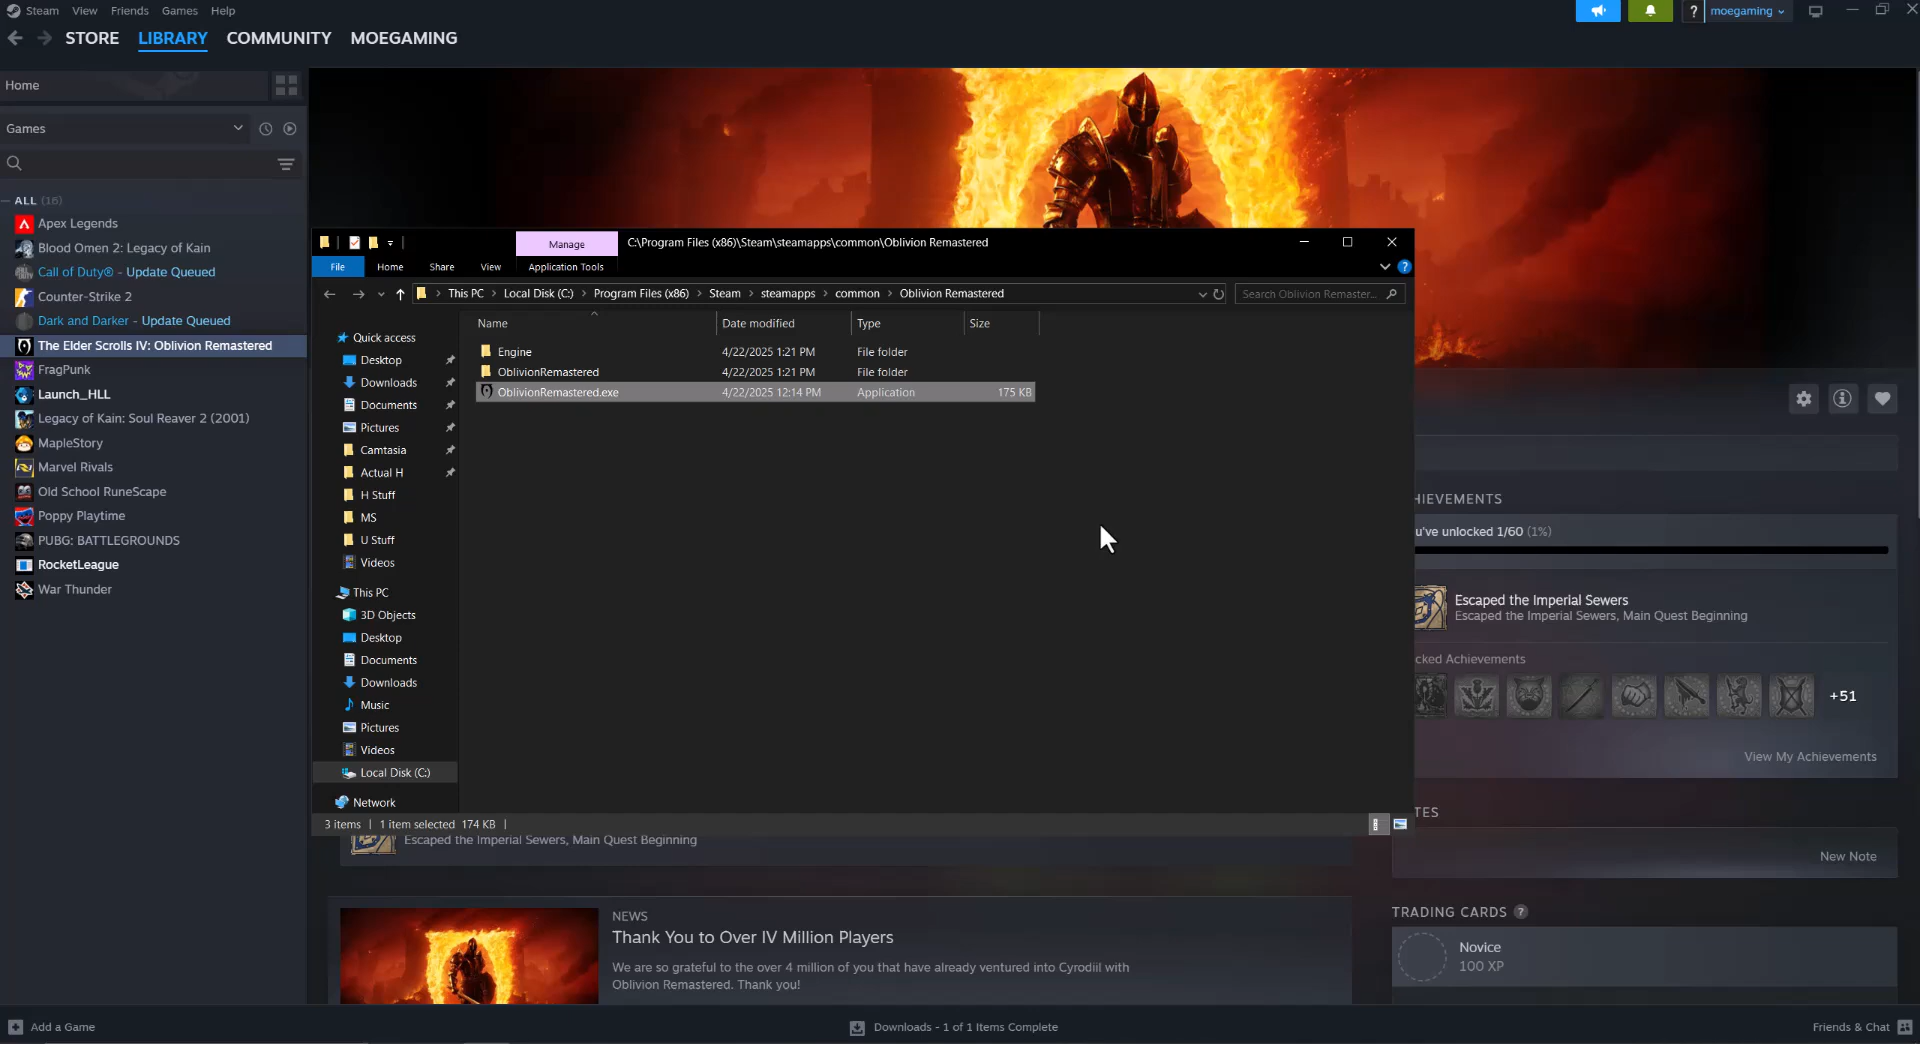 Steam View Friends Games Help
? moegaming
STORE LIBRARY COMMUNITY MOEGAMING
Home
Games
ALL (16)
Apex Legends
Blood Omen 2: Legacy of Kain
Call of Duty® - Update Queued
Counter-Strike 2
Dark and Darker - Update Queued
The Elder Scrolls IV: Oblivion Remastered
FragPunk
Launch_HLL
Legacy of Kain: Soul Reaver 2 (2001)
MapleStory
Marvel Rivals
Old School RuneScape
Poppy Playtime
PUBG: BATTLEGROUNDS
RocketLeague
War Thunder
Manage C:\Program Files (x86)\Steam\steamapps\common\Oblivion Remastered
File Home Share View Application Tools ?
This PC Local Disk (C:) Program Files (x86) Steam steamapps common Oblivion Remastered Search Oblivion Remaster...
Name Date modified Type Size
Engine 4/22/2025 1:21 PM File folder
OblivionRemastered 4/22/2025 1:21 PM File folder
OblivionRemastered.exe 4/22/2025 12:14 PM Application 175 KB
Quick access
Desktop
Downloads
Documents
Pictures
Camtasia
Actual H
H Stuff
MS
U Stuff
Videos
This PC
3D Objects
Desktop
Documents
Downloads
Music
Pictures
Videos
Local Disk (C:)
Network
3 items 1 item selected 174 KB
Escaped the Imperial Sewers, Main Quest Beginning
HIEVEMENTS
u've unlocked 1/60 (1%)
Escaped the Imperial Sewers
Escaped the Imperial Sewers, Main Quest Beginning
cked Achievements
+51
View My Achievements
TES
New Note
NEWS
Thank You to Over IV Million Players
We are so grateful to the over 4 million of you that have already ventured into Cyrodiil with
Oblivion Remastered. Thank you!
TRADING CARDS ?
Novice
100 XP
Add a Game
Downloads - 1 of 1 Items Complete
Friends & Chat